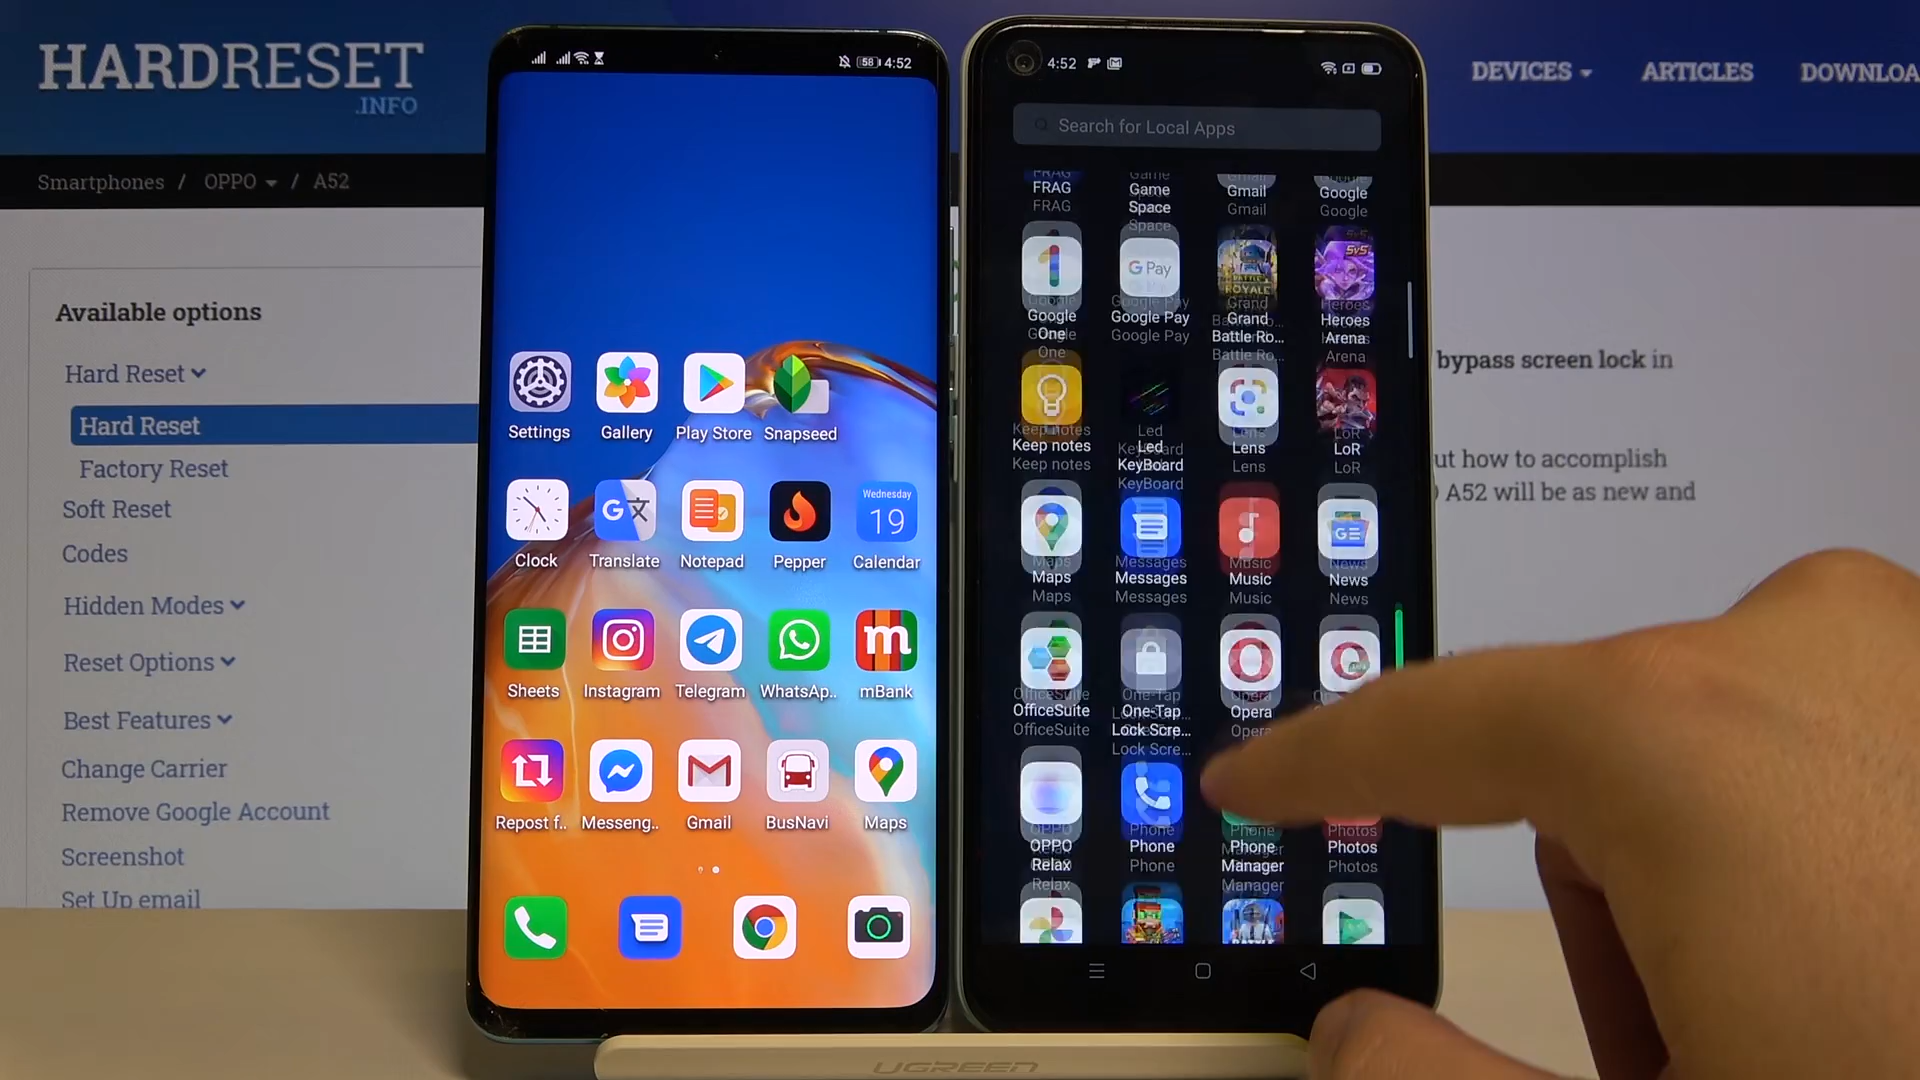 HARDRESET
.INFO
DEVICES
ARTICLES
DOWNLOA
Smartphones / OPPO / A52
Available options
Hard Reset
Hard Reset
Factory Reset
Soft Reset
Codes
Hidden Modes
Reset Options
Best Features
Change Carrier
Remove Google Account
Screenshot
Set Up email
bypass screen lock in
ut how to accomplish
A52 will be as new and
58 4:52
Settings Gallery Play Store Snapseed
Wednesday
19
Clock Translate Notepad Pepper Calendar
m
Sheets Instagram Telegram WhatsAp.. mBank
Repost f.. Messeng.. Gmail BusNavi Maps
4:52
Search for Local Apps
FRAG Game Space Gmail Google
G Pay
BATTLE ROYALE
5v5
Google One Google Pay Grand Battle Ro... Heroes Arena
Keep notes Led KeyBoard Lens LoR
GE
Maps Messages Music News
OfficeSuite One-Tap Lock Scre... Opera
OPPO Relax Phone Phone Manager Photos
UGREEN